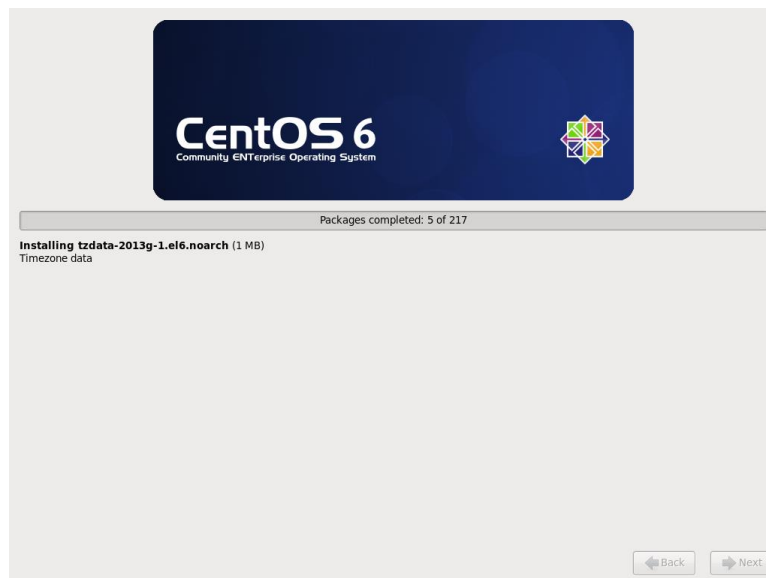 CentOS 6
Community ENTerprise Operating System
Packages completed: 5 of 217
Installing tzdata-2013g-1.el6.noarch (1 MB)
Timezone data
Back
Next